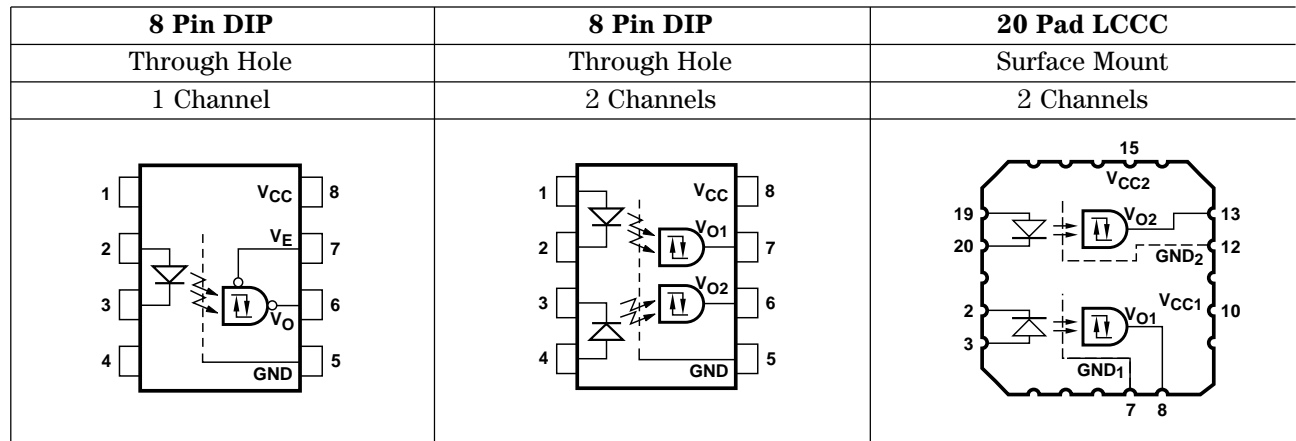 8 Pin DIP 8 Pin DIP 20 Pad LCCC
Through Hole Through Hole Surface Mount
1 Channel 2 Channels 2 Channels
1 VCC 8
2 VE 7
3 VO 6
4 GND 5
1 VCC 8
2 VO1 7
3 VO2 6
4 GND 5
15
VCC2
19 VO2 13
20 GND2 12
2 VO1 VCC1 10
3
GND1
7 8